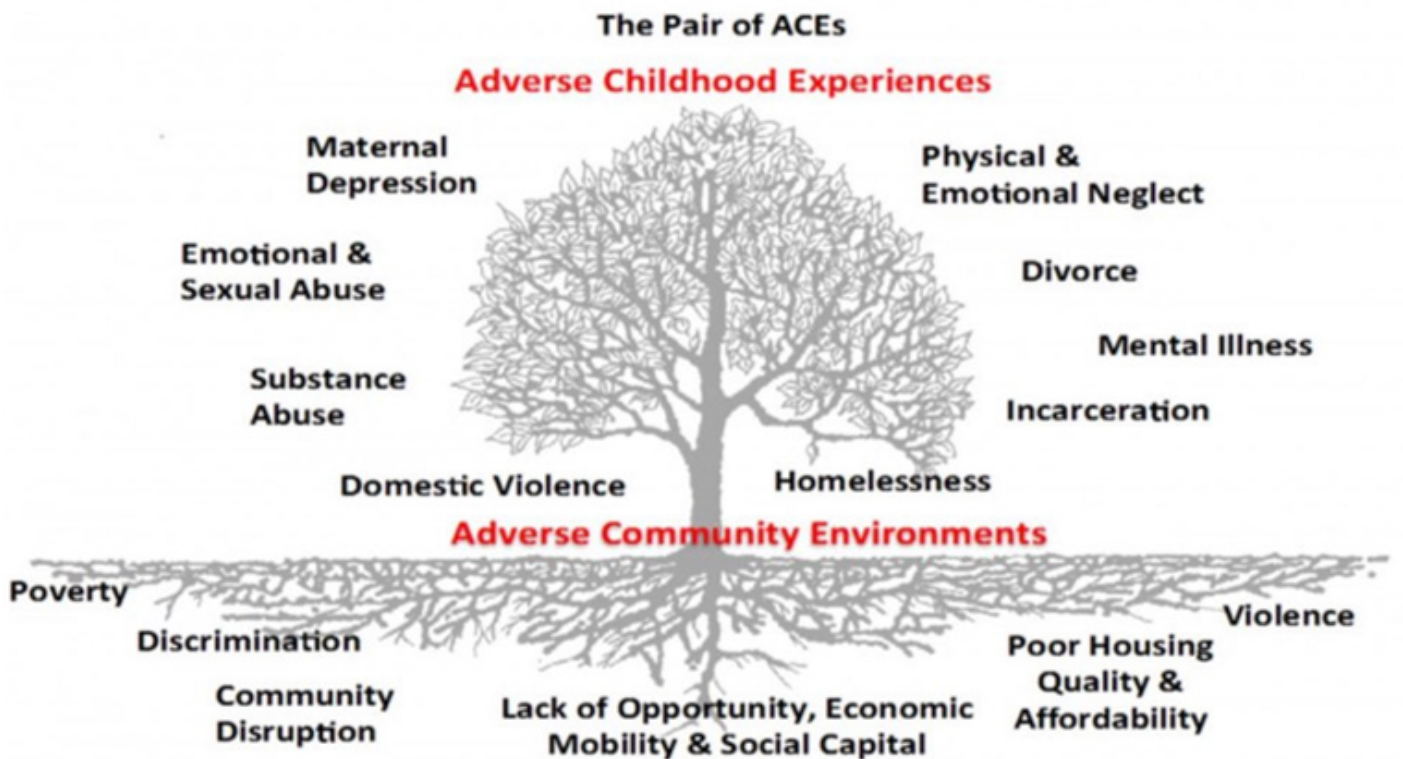 The Pair of ACEs
Adverse Childhood Experiences
Maternal
Depression
Physical &
Emotional Neglect
Emotional &
Sexual Abuse
Divorce
Mental Illness
Substance
Abuse
Incarceration
Domestic Violence
Homelessness
Adverse Community Environments
Poverty
Violence
Discrimination
Poor Housing
Quality &
Affordability
Community
Disruption
Lack of Opportunity, Economic
Mobility & Social Capital